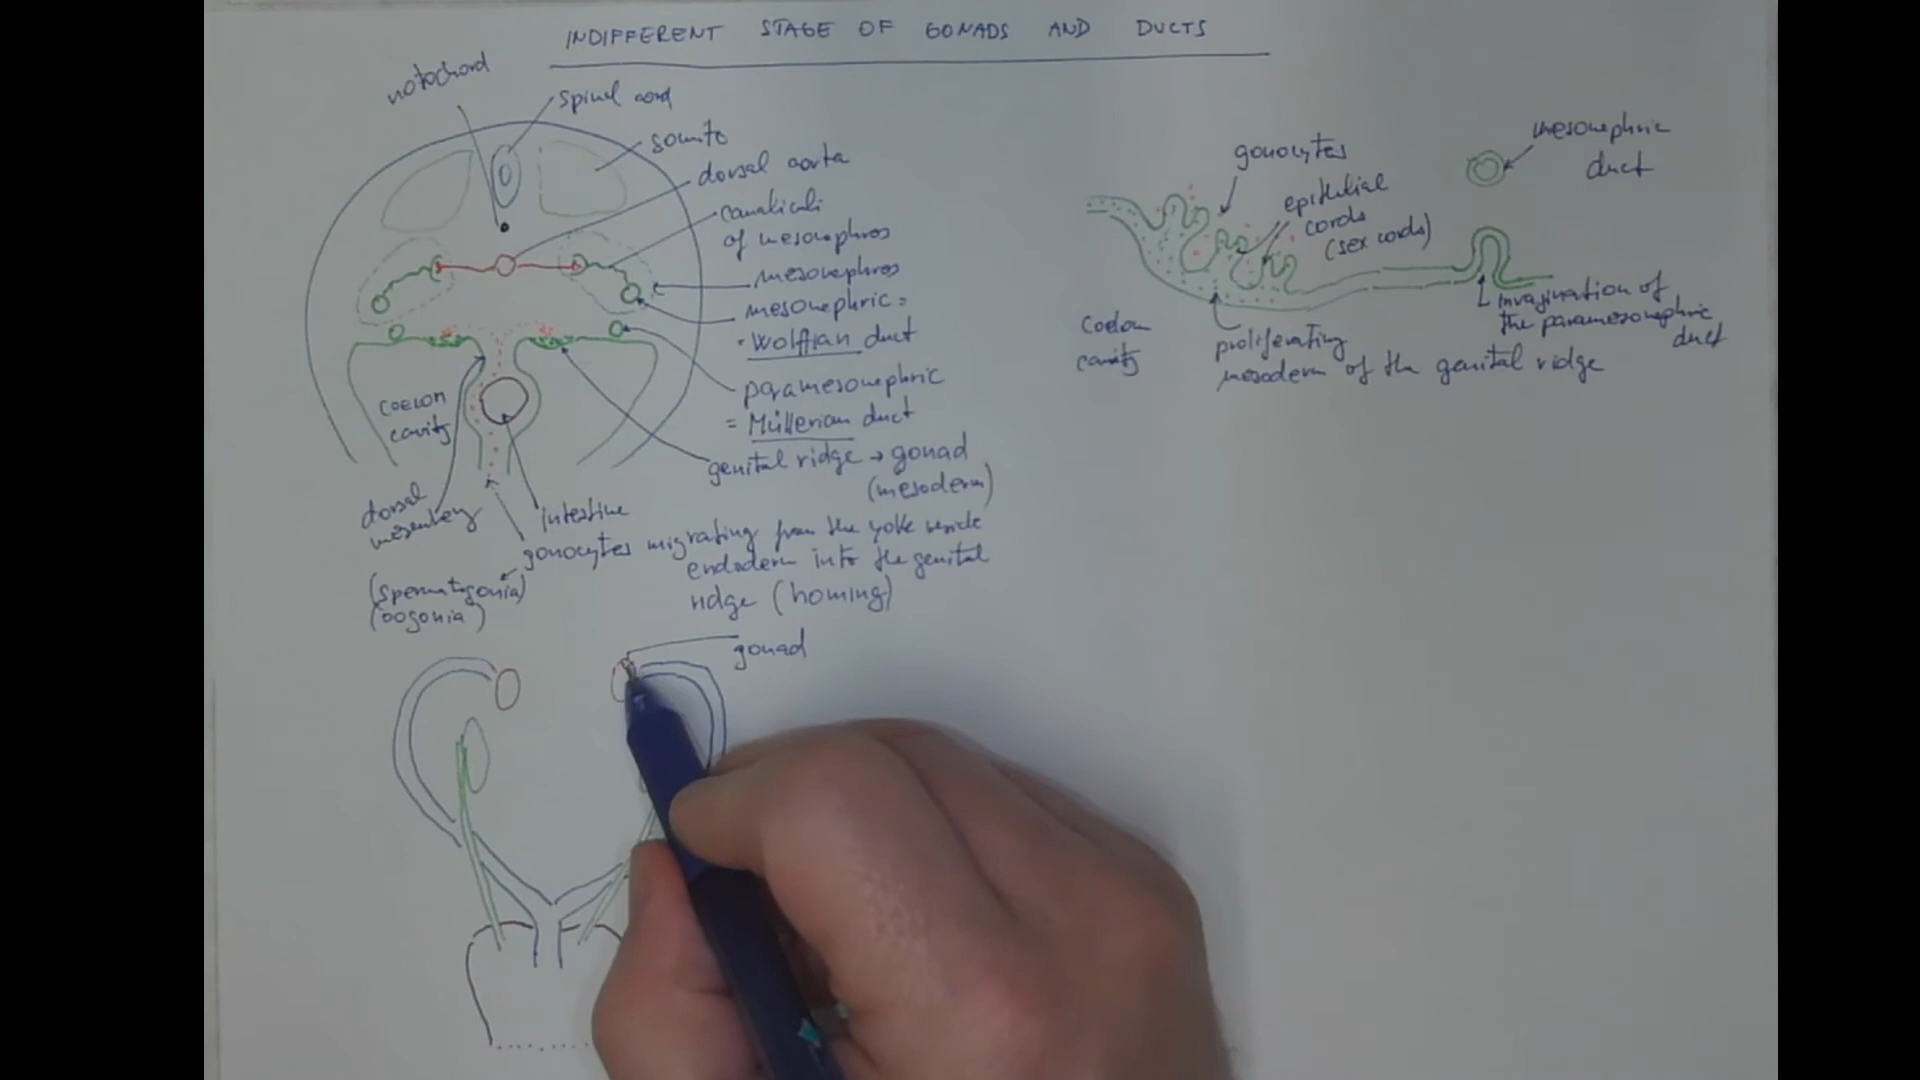 INDIFFERENT STAGE OF GONADS AND DUCTS
notochord
spinal cord
somite
dorsal aorta
canaliculi
of mesonephros
mesonephros
mesonephric =
= Wolffian duct
paramesonephric
= Müllerian duct
genital ridge → gonad
(mesoderm)
coelom
cavity
dorsal
mesentery
intestine
gonocytes migrating from the yolk vesicle
endoderm into the genital
ridge (homing)
(spermatogonia)
(oogonia)
gonad
gonocytes
epithelial
cords
(sex cords)
mesonephric
duct
invagination of
the paramesonephric
duct
coelom
cavity
proliferating
mesoderm of the genital ridge